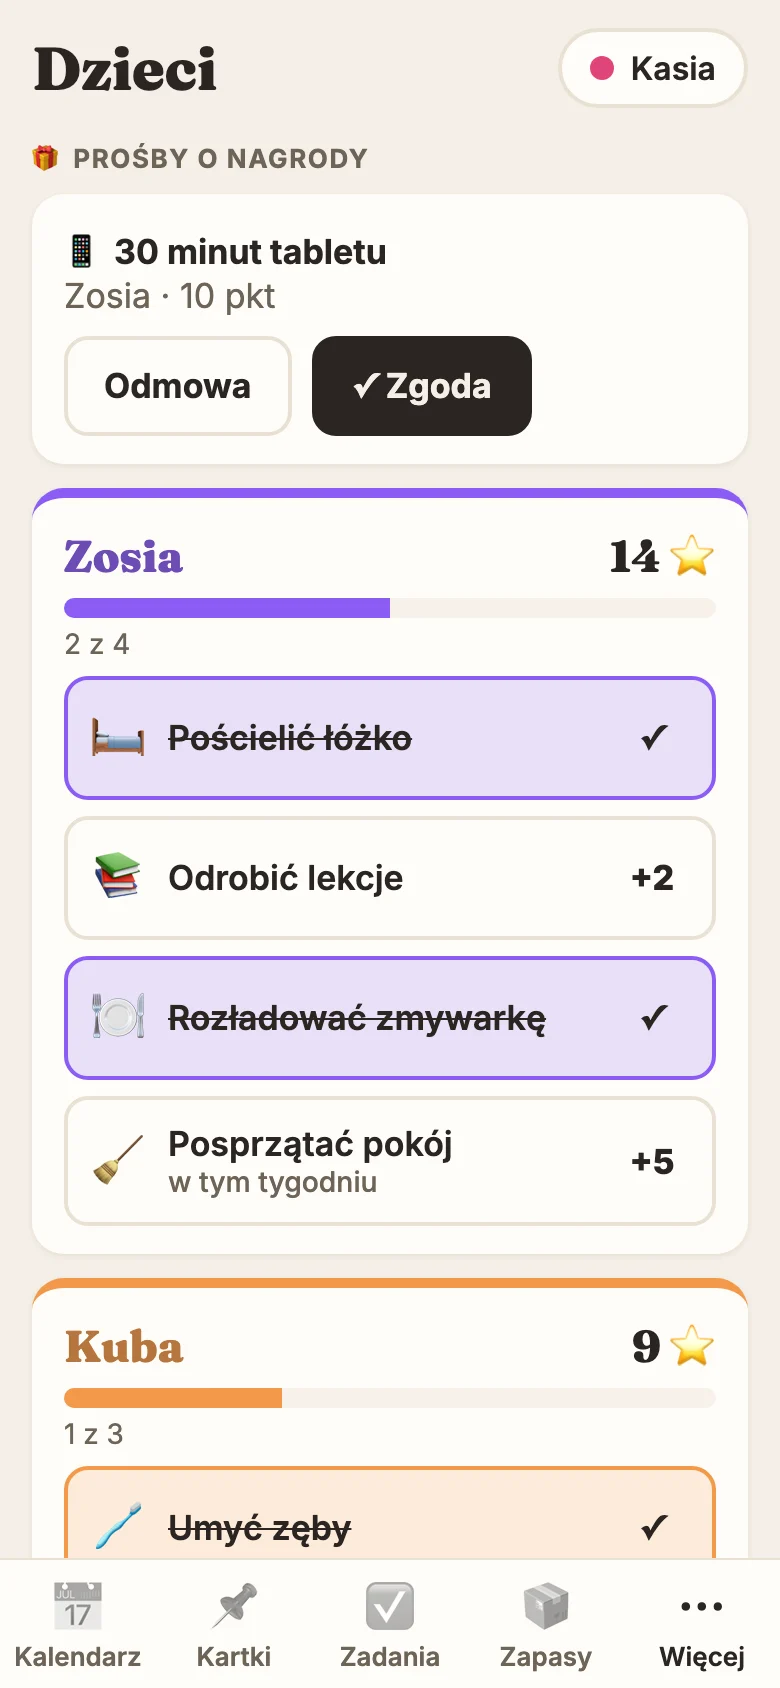 Dzieci
Kasia
PROŚBY O NAGRODY
30 minut tabletu
Zosia · 10 pkt
Odmowa
✓ Zgoda
Zosia
14
2 z 4
Pościelić łóżko ✓
Odrobić lekcje +2
Rozładować zmywarkę ✓
Posprzątać pokój
w tym tygodniu
+5
Kuba
9
1 z 3
Umyć zęby ✓
JUL
17
Kalendarz
Kartki
Zadania
Zapasy
Więcej